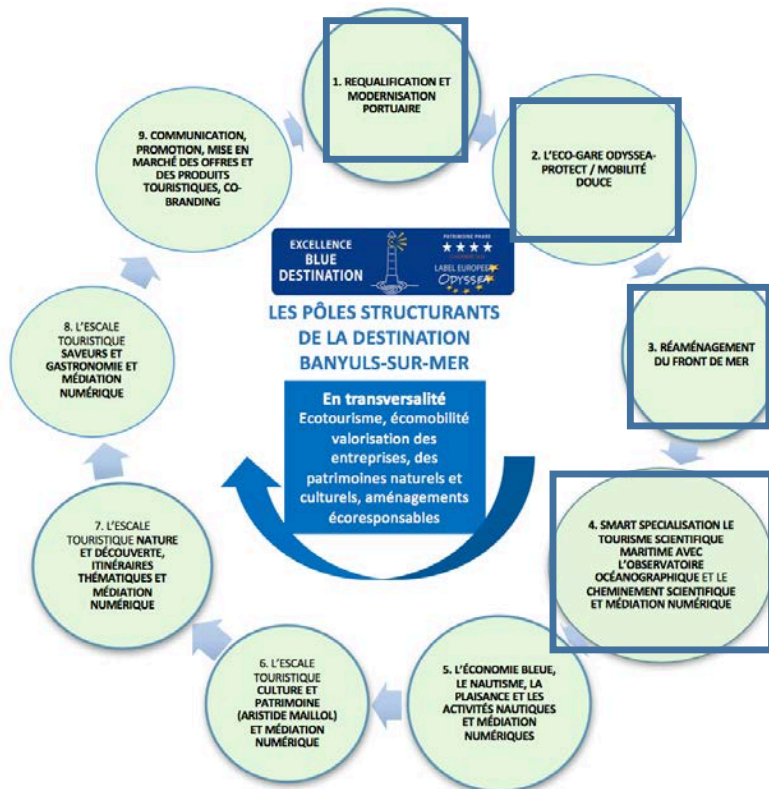 1. REQUALIFICATION ET
MODERNISATION
PORTUAIRE
2. L'ECO-GARE ODYSSEA-
PROTECT / MOBILITÉ
DOUCE
3. RÉAMÉNAGEMENT
DU FRONT DE MER
4. SMART SPECIALISATION LE
TOURISME SCIENTIFIQUE
MARITIME AVEC
L'OBSERVATOIRE
OCÉANOGRAPHIQUE ET LE
CHEMINEMENT SCIENTIFIQUE
ET MÉDIATION NUMÉRIQUE
5. L'ÉCONOMIE BLEUE,
LE NAUTISME, LA
PLAISANCE ET LES
ACTIVITÉS NAUTIQUES
ET MÉDIATION
NUMÉRIQUES
6. L'ESCALE
TOURISTIQUE
CULTURE ET
PATRIMOINE
(ARISTIDE MAILLOL)
ET MÉDIATION
NUMÉRIQUE
7. L'ESCALE
TOURISTIQUE NATURE
ET DÉCOUVERTE,
ITINÉRAIRES
THÉMATIQUES ET
MÉDIATION
NUMÉRIQUE
8. L'ESCALE
TOURISTIQUE
SAVEURS ET
GASTRONOMIE ET
MÉDIATION
NUMÉRIQUE
9. COMMUNICATION,
PROMOTION, MISE EN
MARCHÉ DES OFFRES ET
DES PRODUITS
TOURISTIQUES, CO-
BRANDING
EXCELLENCE
BLUE
DESTINATION
PATRIMOINE PHARE
LABEL EUROPEEN
ODYSSEA
LES PÔLES STRUCTURANTS
DE LA DESTINATION
BANYULS-SUR-MER
En transversalité
Ecotourisme, écomobilité
valorisation des
entreprises, des
patrimoines naturels et
culturels, aménagements
écoresponsables